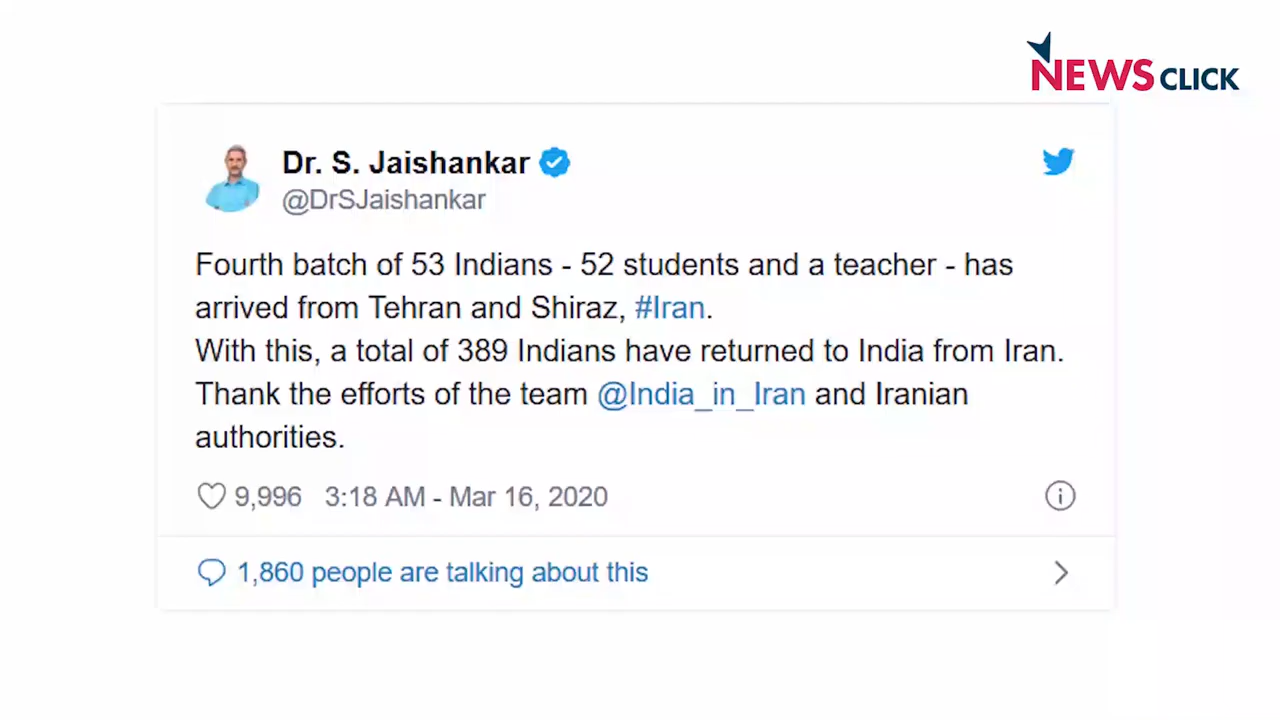 NEWSCLICK
Dr. S. Jaishankar
@DrSJaishankar
Fourth batch of 53 Indians - 52 students and a teacher - has
arrived from Tehran and Shiraz, #Iran.
With this, a total of 389 Indians have returned to India from Iran.
Thank the efforts of the team @India_in_Iran and Iranian
authorities.
9,996 3:18 AM - Mar 16, 2020
1,860 people are talking about this